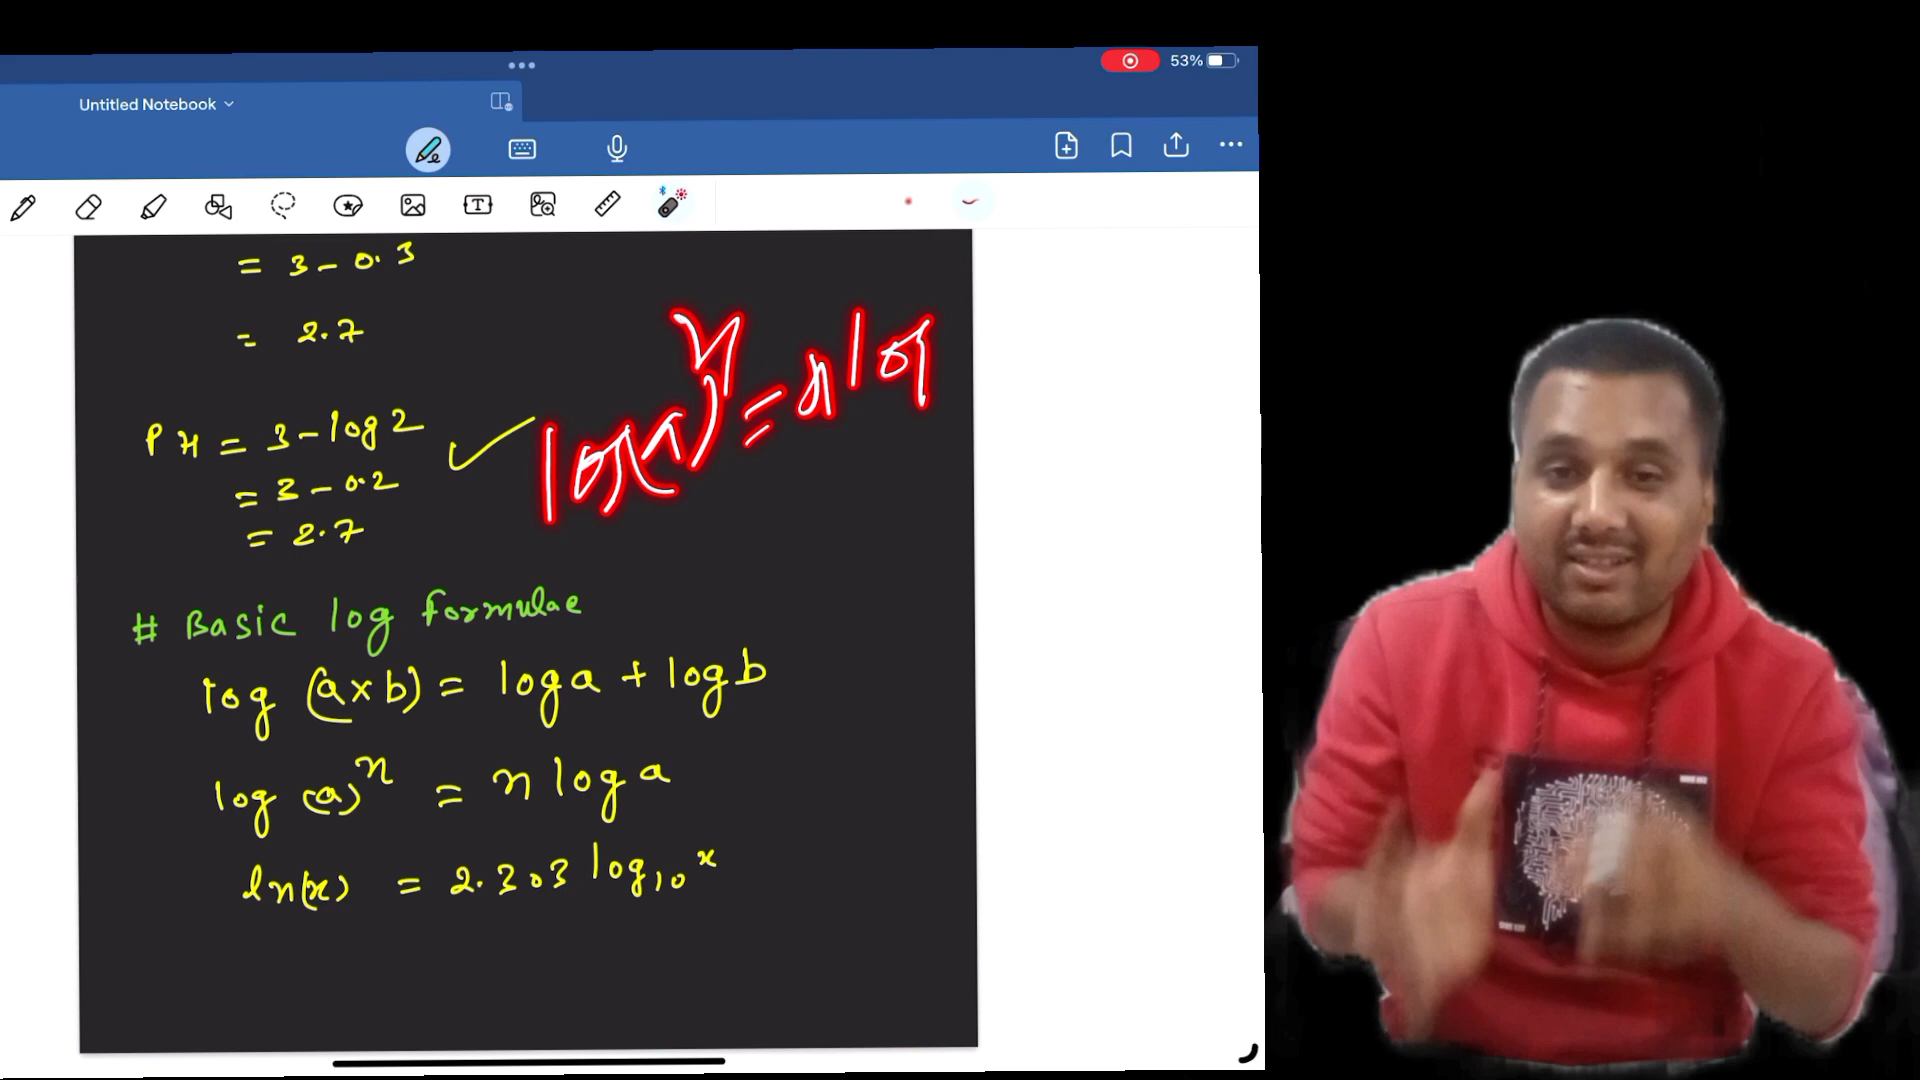 53%
Untitled Notebook
= 3 - 0.3
= 2.7
PH = 3 - log 2
= 3 - 0.2
= 2.7
log(a)^n = n log
# Basic log formulae
log (a x b) = log a + log b
log (a)^n = n log a
ln(x) = 2.303 log₁₀ x